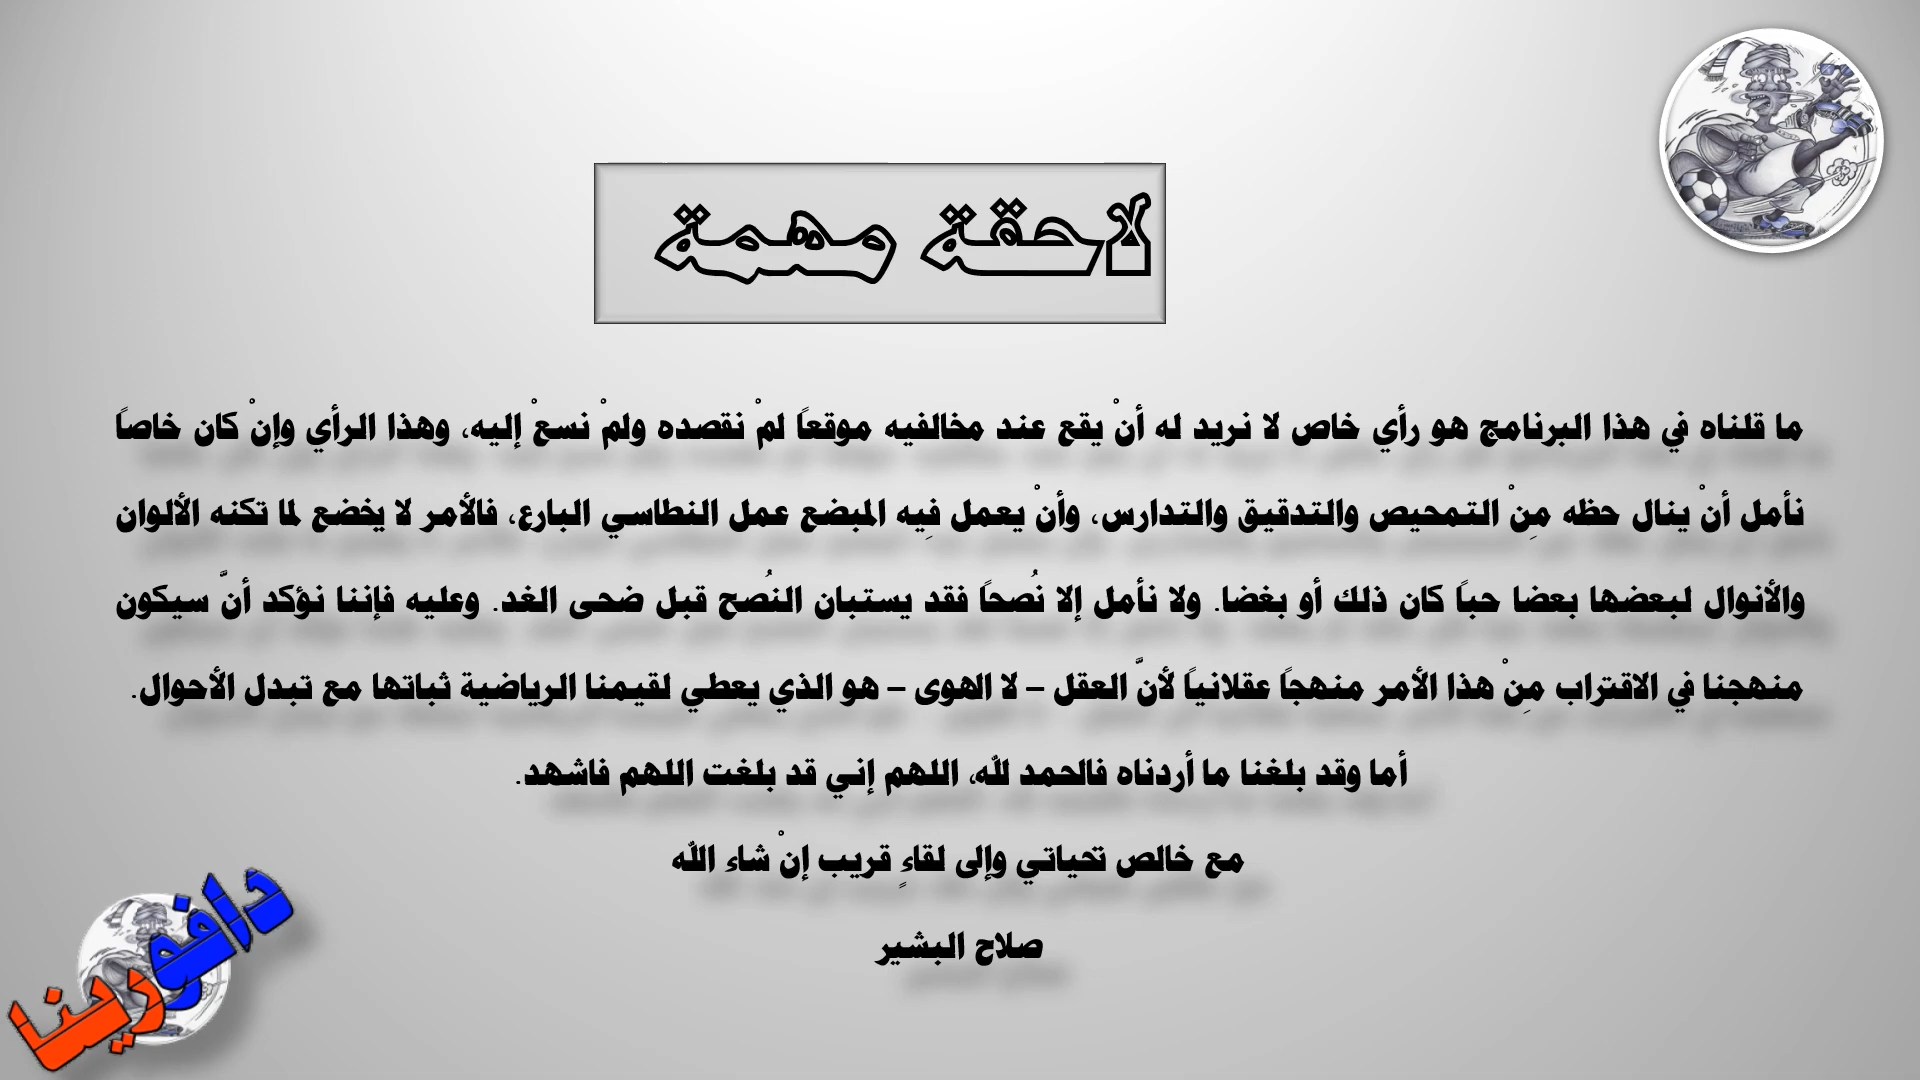 لاحقة مهمة
ما قلناه في هذا البرنامج هو رأي خاص لا نريد له أنْ يقع عند مخالفيه موقعاً لمْ نقصده ولمْ نسعْ إليه، وهذا الرأي وإنْ كان خاصاً
نأمل أنْ ينال حظه مِنْ التمحيص والتدقيق والتدارس، وأنْ يعمل فِيه المبضع عمل النطاسي البارع، فالأمر لا يخضع لما تكنه الألوان
والأنوال لبعضها بعضا حباً كان ذلك أو بغضا. ولا نأمل إلا نُصحاً فقد يستبان النُصح قبل ضحى الغد. وعليه فإننا نؤكد أنَّ سيكون
منهجنا في الاقتراب مِنْ هذا الأمر منهجاً عقلانياً لأنَّ العقل – لا الهوى – هو الذي يعطي لقيمنا الرياضية ثباتها مع تبدل الأحوال.
أما وقد بلغنا ما أردناه فالحمد لله، اللهم إني قد بلغت اللهم فاشهد.
مع خالص تحياتي وإلى لقاءٍ قريب إنْ شاء الله
صلاح البشير
دافورينا